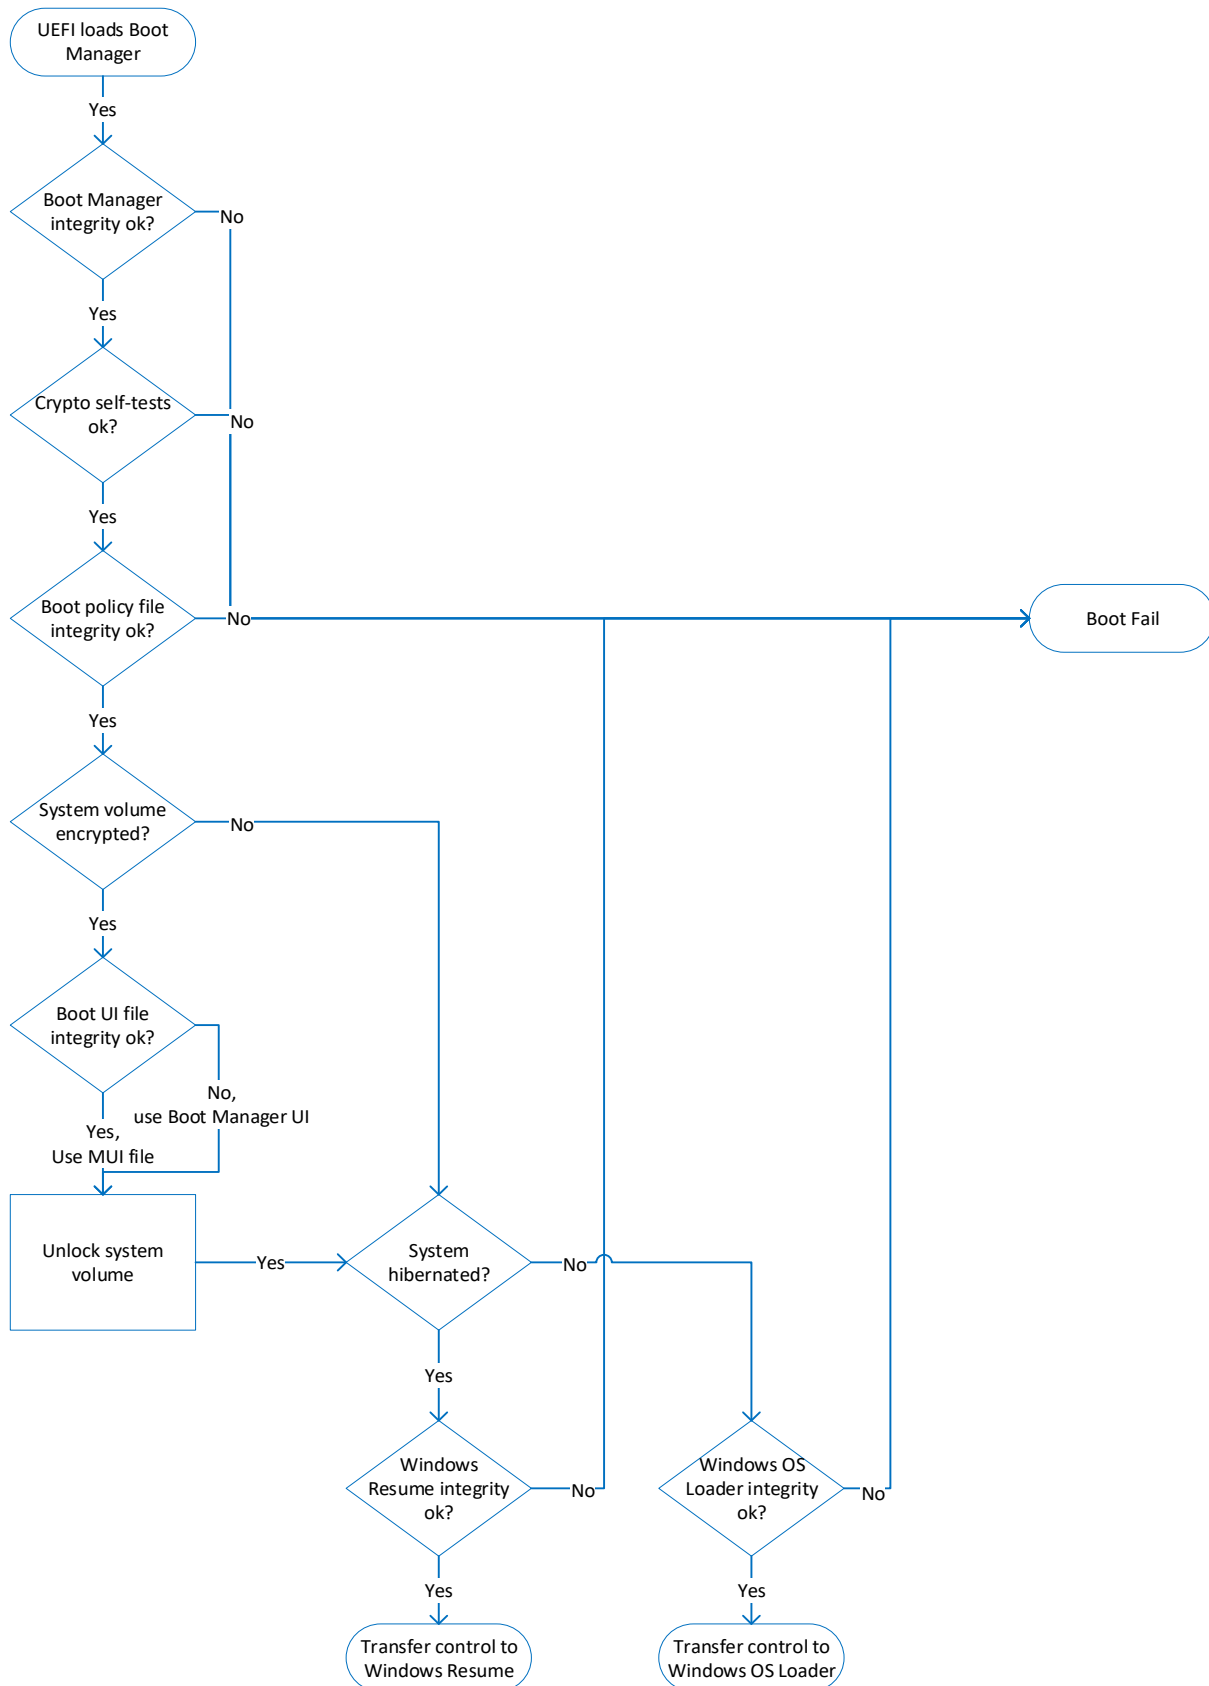 UEFI loads Boot
Manager
Yes
Boot Manager
integrity ok?
No
Yes
Crypto self-tests
ok?
No
Yes
Boot policy file
integrity ok?
No
Boot Fail
Yes
System volume
encrypted?
No
Yes
Boot UI file
integrity ok?
No,
use Boot Manager UI
Yes,
Use MUI file
Unlock system
volume
Yes
System
hibernated?
No
Yes
Windows
Resume integrity
ok?
No
Windows OS
Loader integrity
ok?
No
Yes
Yes
Transfer control to
Windows Resume
Transfer control to
Windows OS Loader